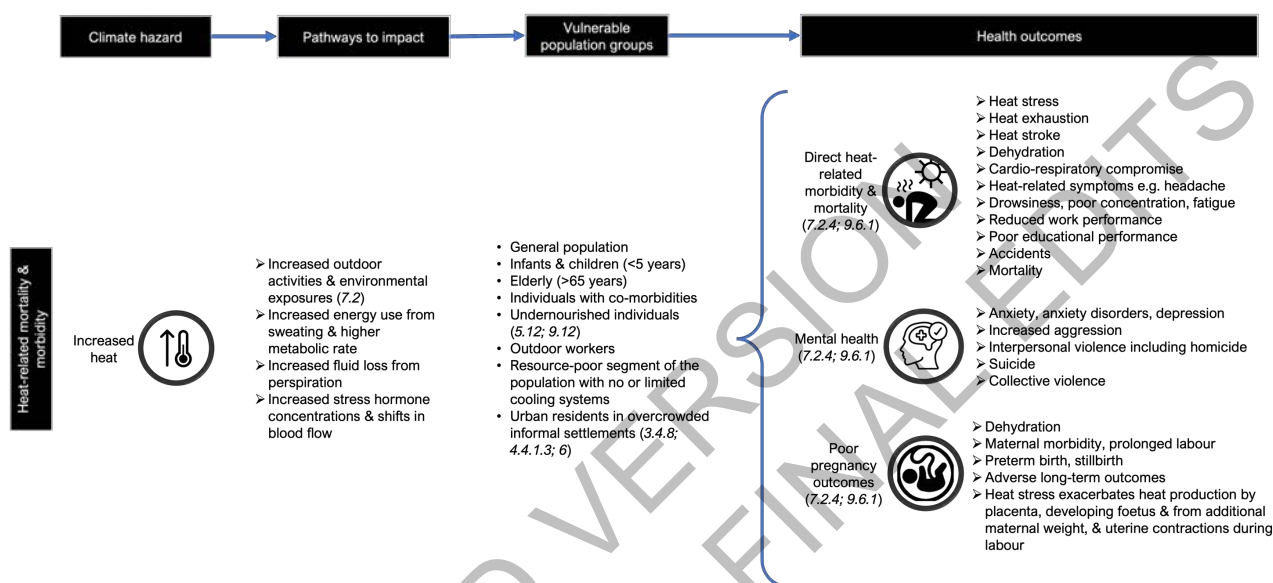 Climate hazard
Pathways to impact
Vulnerable
population groups
Health outcomes
Heat-related mortality &
morbidity
Increased
heat
➢ Increased outdoor
activities & environmental
exposures (7.2)
➢ Increased energy use from
sweating & higher
metabolic rate
➢ Increased fluid loss from
perspiration
➢ Increased stress hormone
concentrations & shifts in
blood flow
• General population
• Infants & children (<5 years)
• Elderly (>65 years)
• Individuals with co-morbidities
• Undernourished individuals
(5.12; 9.12)
• Outdoor workers
• Resource-poor segment of the
population with no or limited
cooling systems
• Urban residents in overcrowded
informal settlements (3.4.8;
4.4.1.3; 6)
Direct heat-
related
morbidity &
mortality
(7.2.4; 9.6.1)
➢ Heat stress
➢ Heat exhaustion
➢ Heat stroke
➢ Dehydration
➢ Cardio-respiratory compromise
➢ Heat-related symptoms e.g. headache
➢ Drowsiness, poor concentration, fatigue
➢ Reduced work performance
➢ Poor educational performance
➢ Accidents
➢ Mortality
Mental health
(7.2.4; 9.6.1)
➢ Anxiety, anxiety disorders, depression
➢ Increased aggression
➢ Interpersonal violence including homicide
➢ Suicide
➢ Collective violence
Poor
pregnancy
outcomes
(7.2.4; 9.6.1)
➢ Dehydration
➢ Maternal morbidity, prolonged labour
➢ Preterm birth, stillbirth
➢ Adverse long-term outcomes
➢ Heat stress exacerbates heat production by
placenta, developing foetus & from additional
maternal weight, & uterine contractions during
labour
VERSION
FINAL EDITS